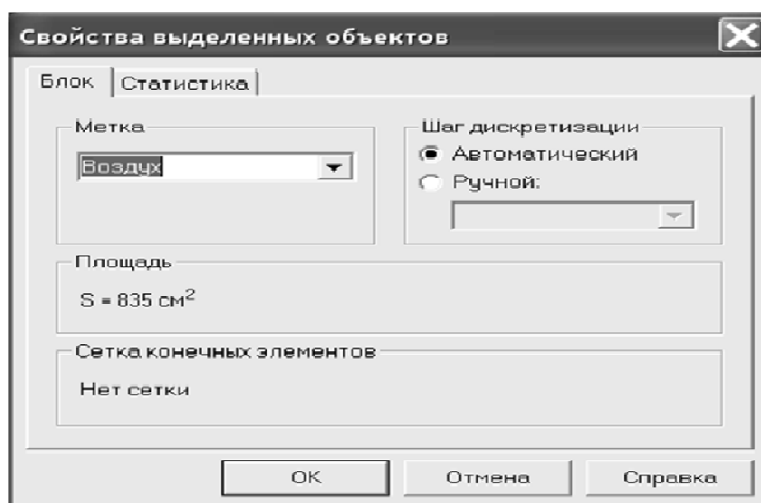 Свойства выделенных объектов
Блок Статистика
Метка
Воздух
Шаг дискретизации
Автоматический
Ручной:
Площадь
S = 835 см²
Сетка конечных элементов
Нет сетки
ОК Отмена Справка